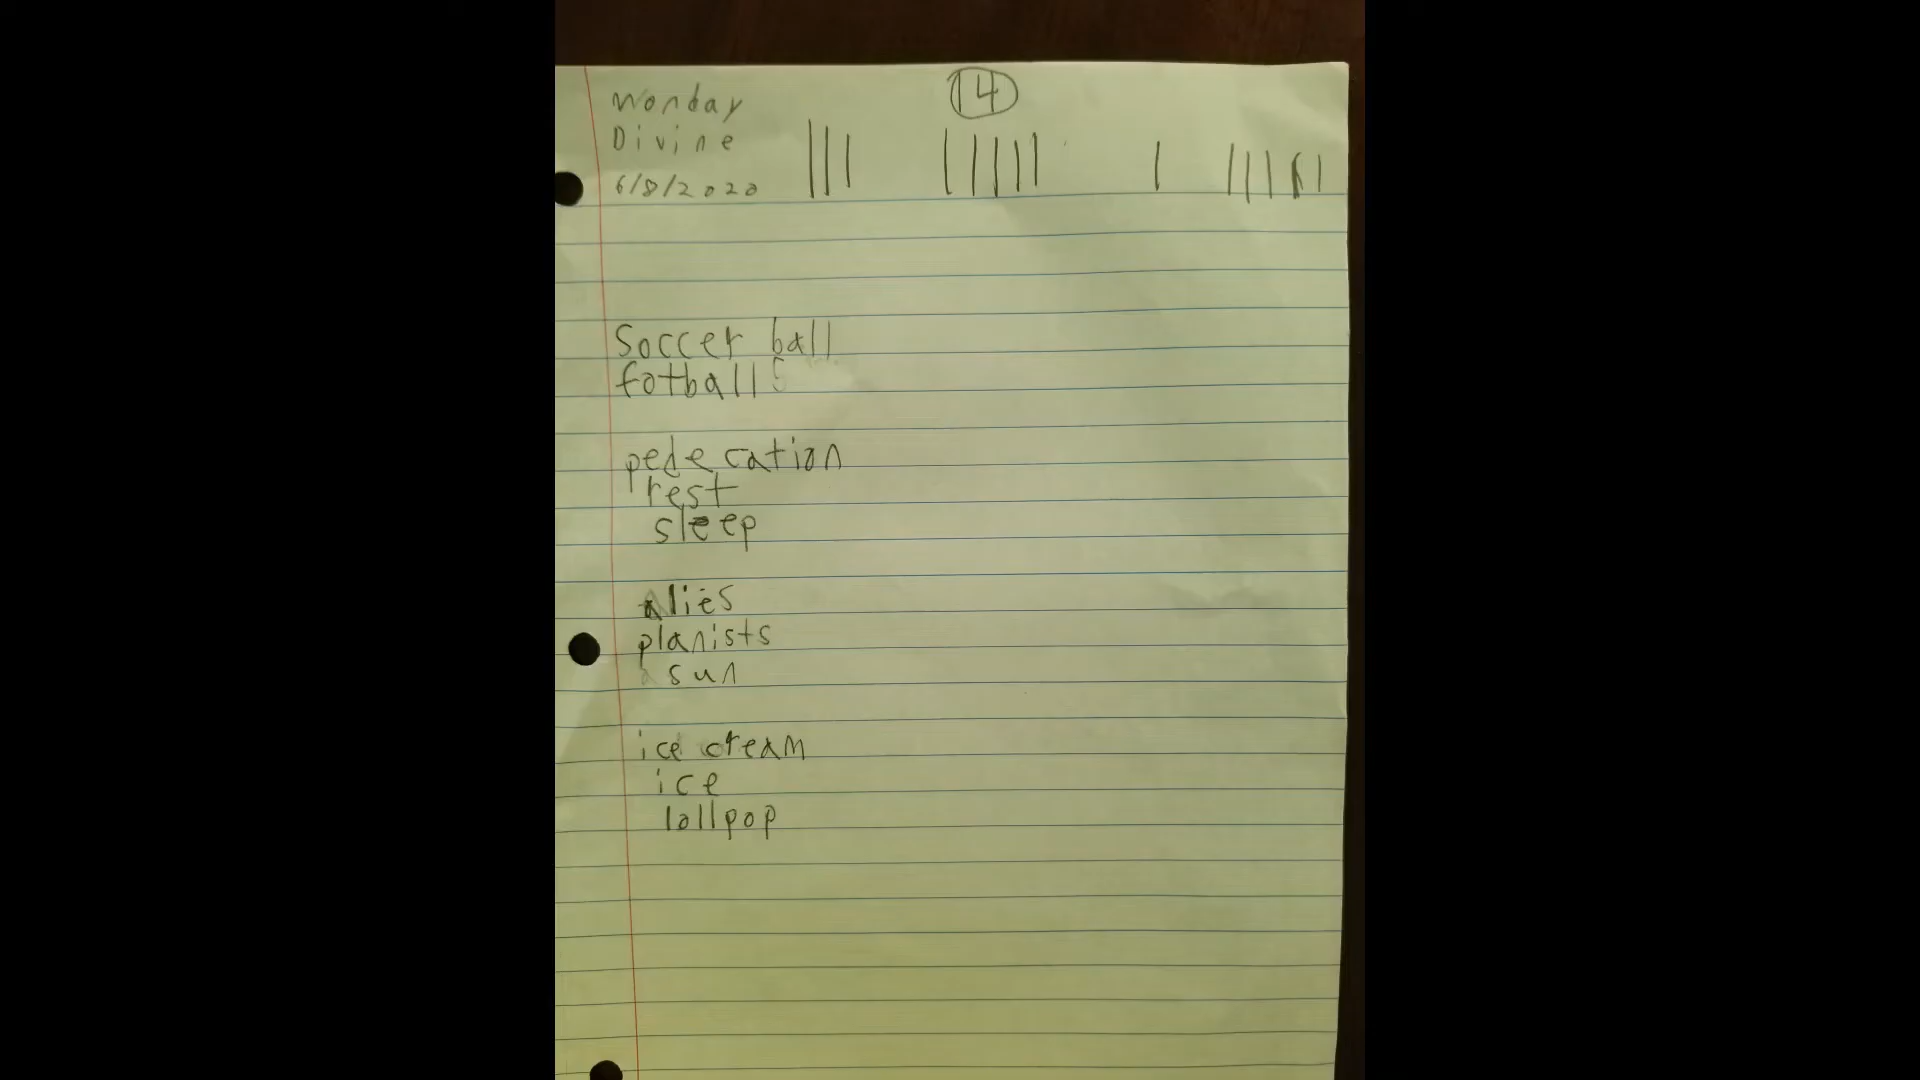 14
Monday
Divine
6/8/2020
Soccer ball
fotball
pedecation
rest
sleep
alies
planists
sun
ice cream
ice
lollpop